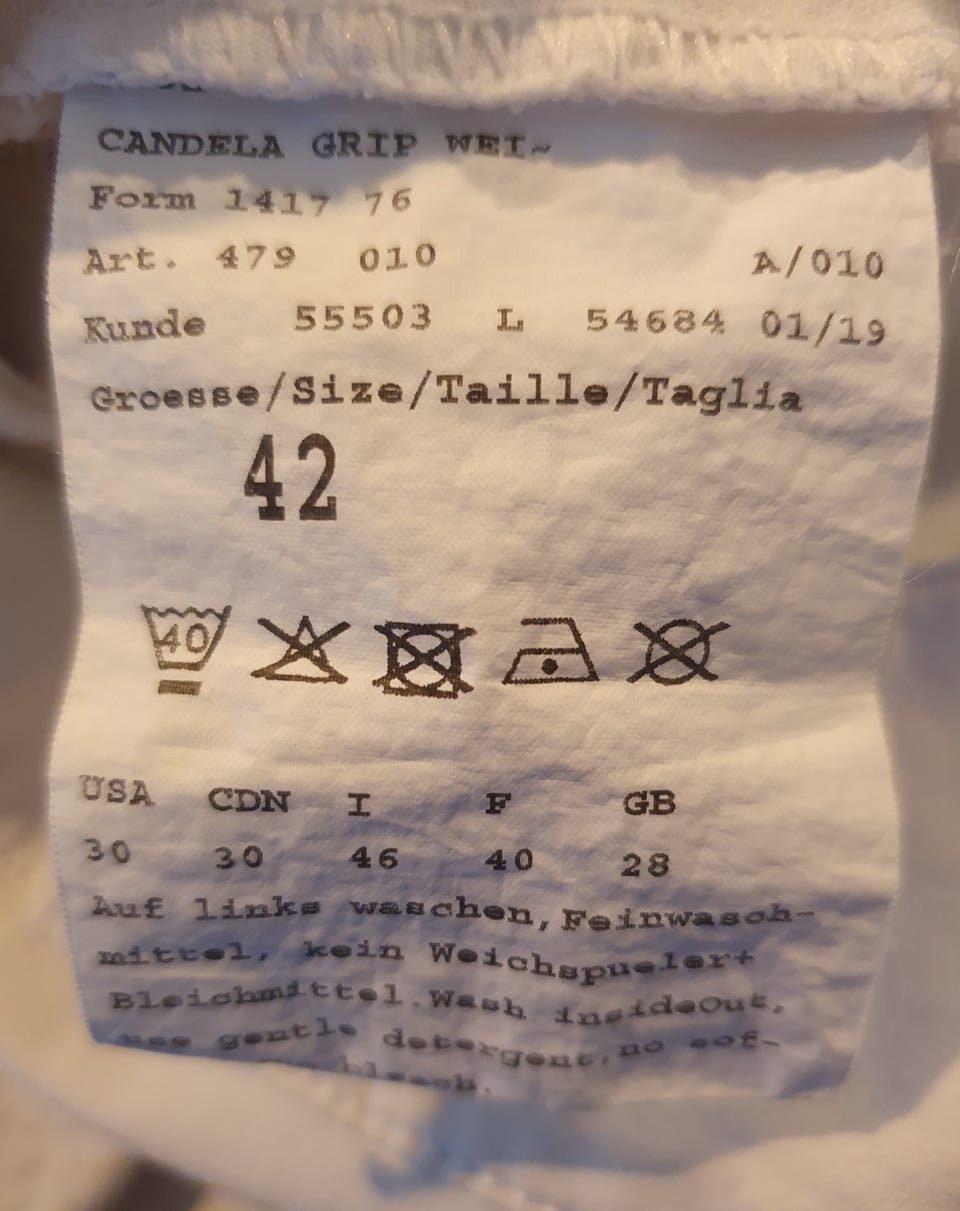 CANDELA GRIP WEI~
Form 1417 76
Art. 479 010 A/010
Kunde 55503 L 54684 01/19
Groesse/Size/Taille/Taglia
42
40
USA CDN I F GB
30 30 46 40 28
Auf links waschen, Feinwasch-
mittel, kein Weichspueler+
Bleichmittel.Wash insideOut,
use gentle detergent,no sof-
bleach.